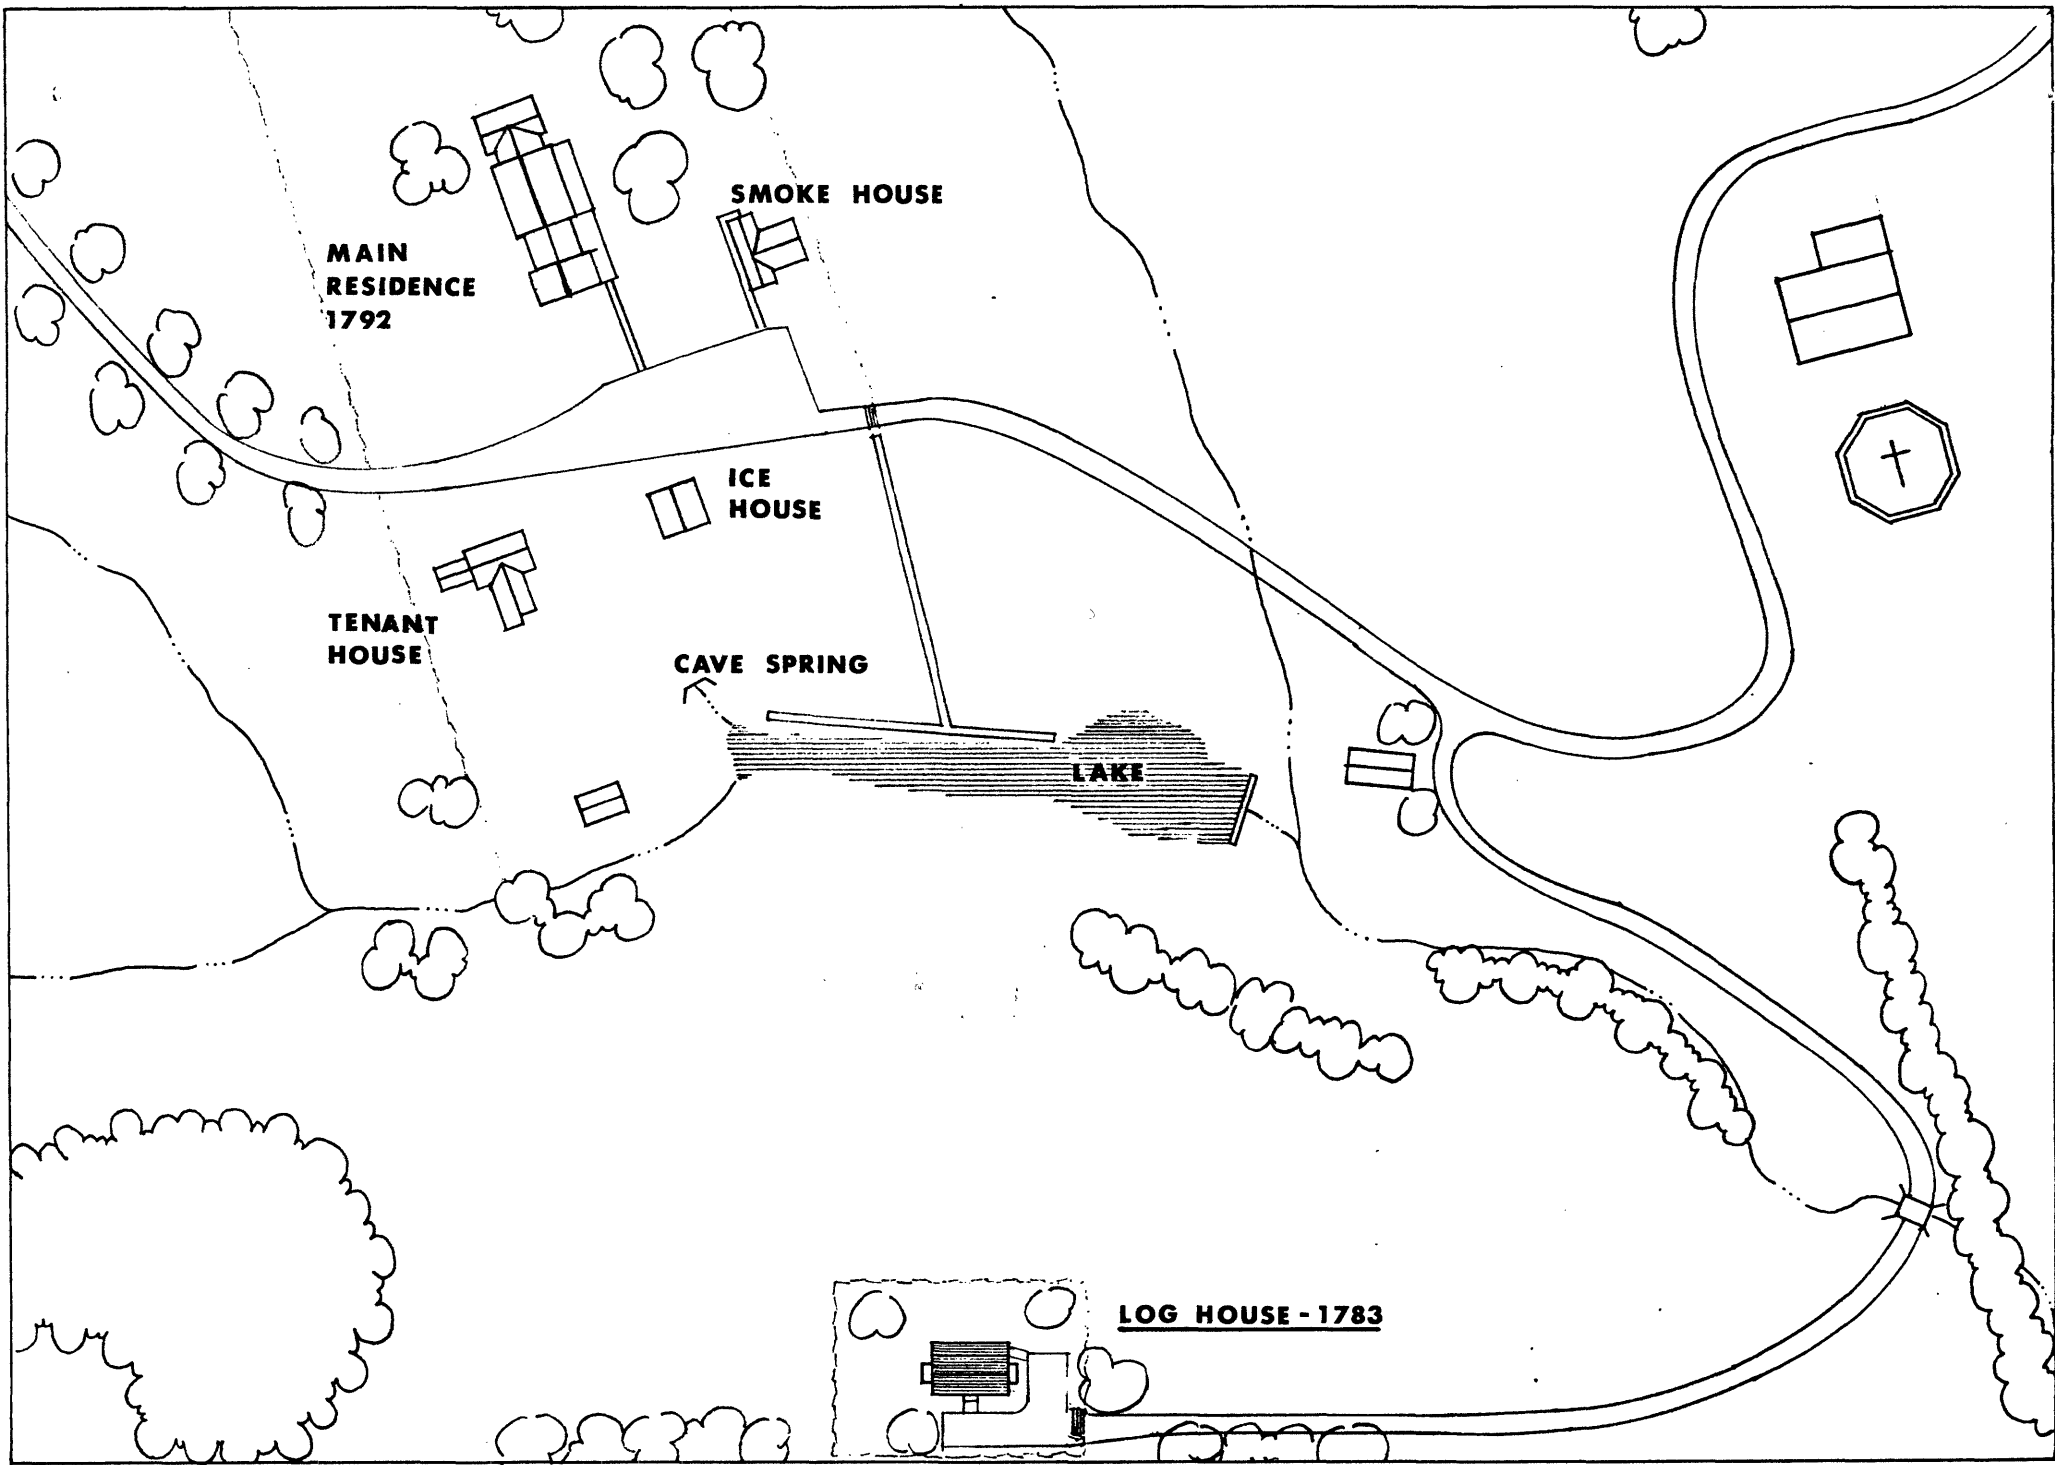 SMOKE HOUSE
MAIN
RESIDENCE
1792
ICE
HOUSE
TENANT
HOUSE
CAVE SPRING
LAKE
LOG HOUSE - 1783